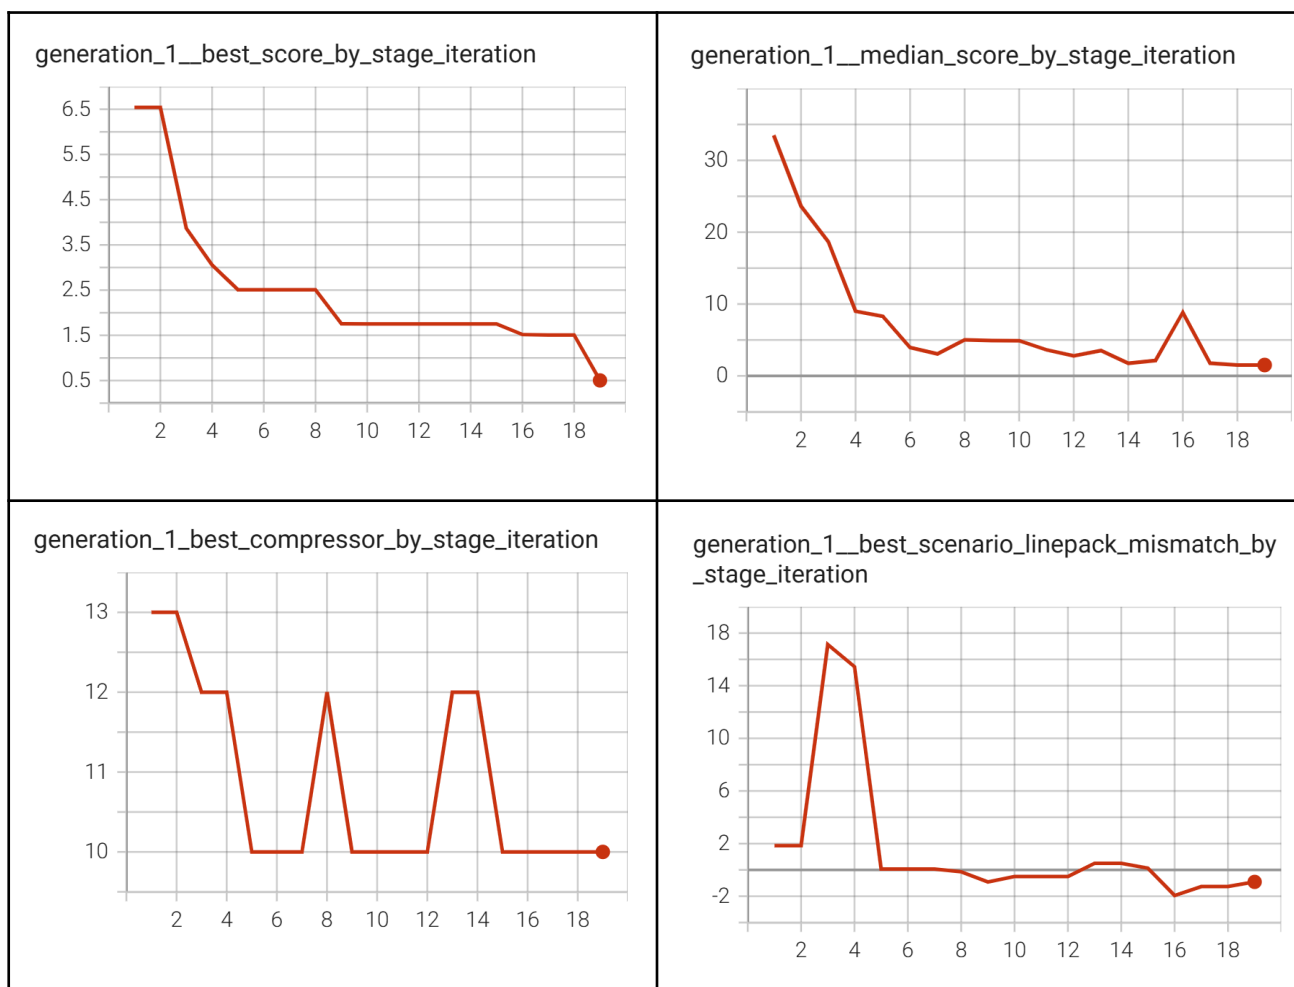 generation_1__best_score_by_stage_iteration
6.5
5.5
4.5
3.5
2.5
1.5
0.5
2 4 6 8 10 12 14 16 18
generation_1__median_score_by_stage_iteration
30
20
10
0
2 4 6 8 10 12 14 16 18
generation_1_best_compressor_by_stage_iteration
13
12
11
10
2 4 6 8 10 12 14 16 18
generation_1__best_scenario_linepack_mismatch_by
_stage_iteration
18
14
10
6
2
-2
2 4 6 8 10 12 14 16 18